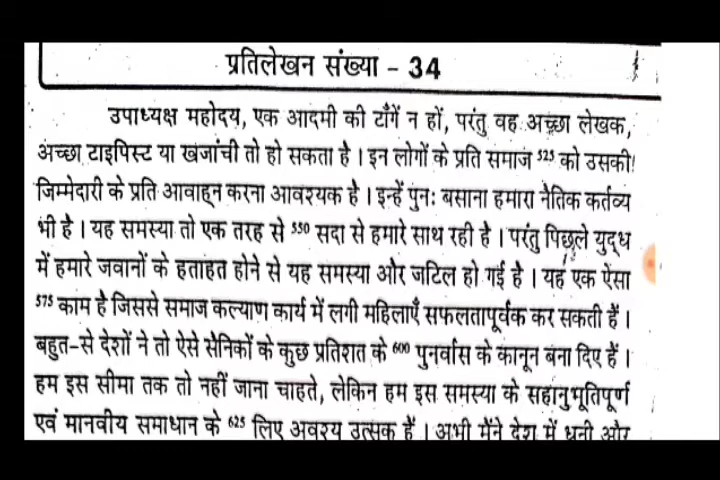 प्रतिलेखन संख्या - 34
उपाध्यक्ष महोदय, एक आदमी की टाँगें न हों, परंतु वह अच्छा लेखक,
अच्छा टाइपिस्ट या खजांची तो हो सकता है । इन लोगों के प्रति समाज 525 को उसकी
जिम्मेदारी के प्रति आवाहन करना आवश्यक है । इन्हें पुनः बसाना हमारा नैतिक कर्तव्य
भी है । यह समस्या तो एक तरह से 550 सदा से हमारे साथ रही है । परंतु पिछले युद्ध
में हमारे जवानों के हताहत होने से यह समस्या और जटिल हो गई है । यह एक ऐसा
575 काम है जिससे समाज कल्याण कार्य में लगी महिलाएँ सफलतापूर्वक कर सकती हैं ।
बहुत-से देशों ने तो ऐसे सैनिकों के कुछ प्रतिशत के 600 पुनर्वास के कानून बना दिए हैं ।
हम इस सीमा तक तो नहीं जाना चाहते, लेकिन हम इस समस्या के सहानुभूतिपूर्ण
एवं मानवीय समाधान के 625 लिए अवश्य उत्सुक हैं । अभी मैंने देश में धनी और